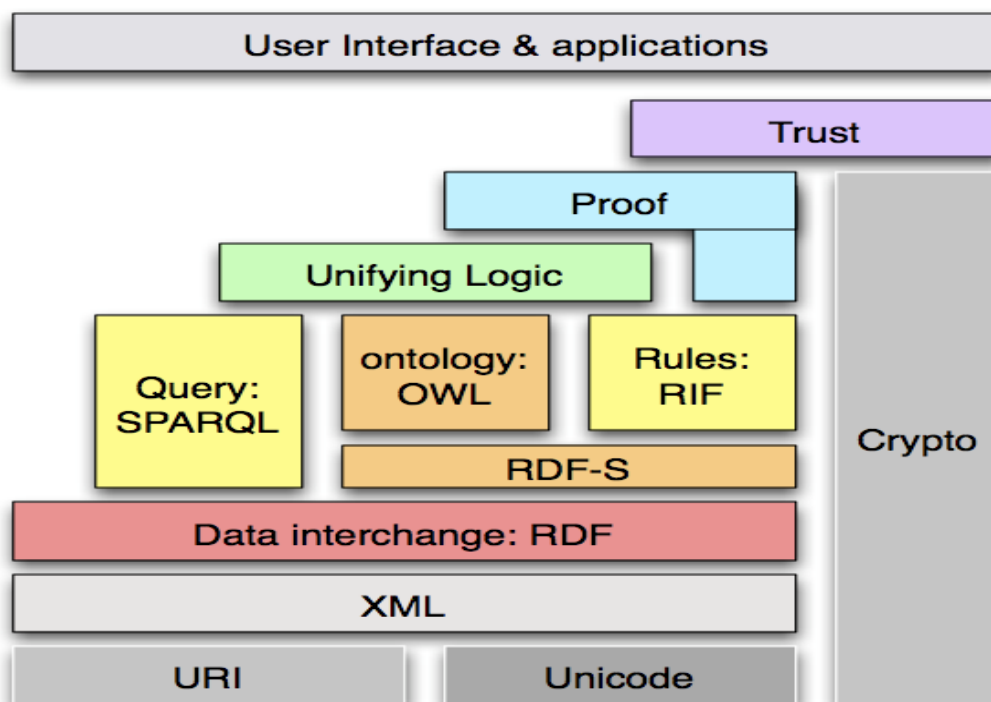 User Interface & applications
Trust
Proof
Unifying Logic
Query:
SPARQL
ontology:
OWL
Rules:
RIF
Crypto
RDF-S
Data interchange: RDF
XML
URI
Unicode